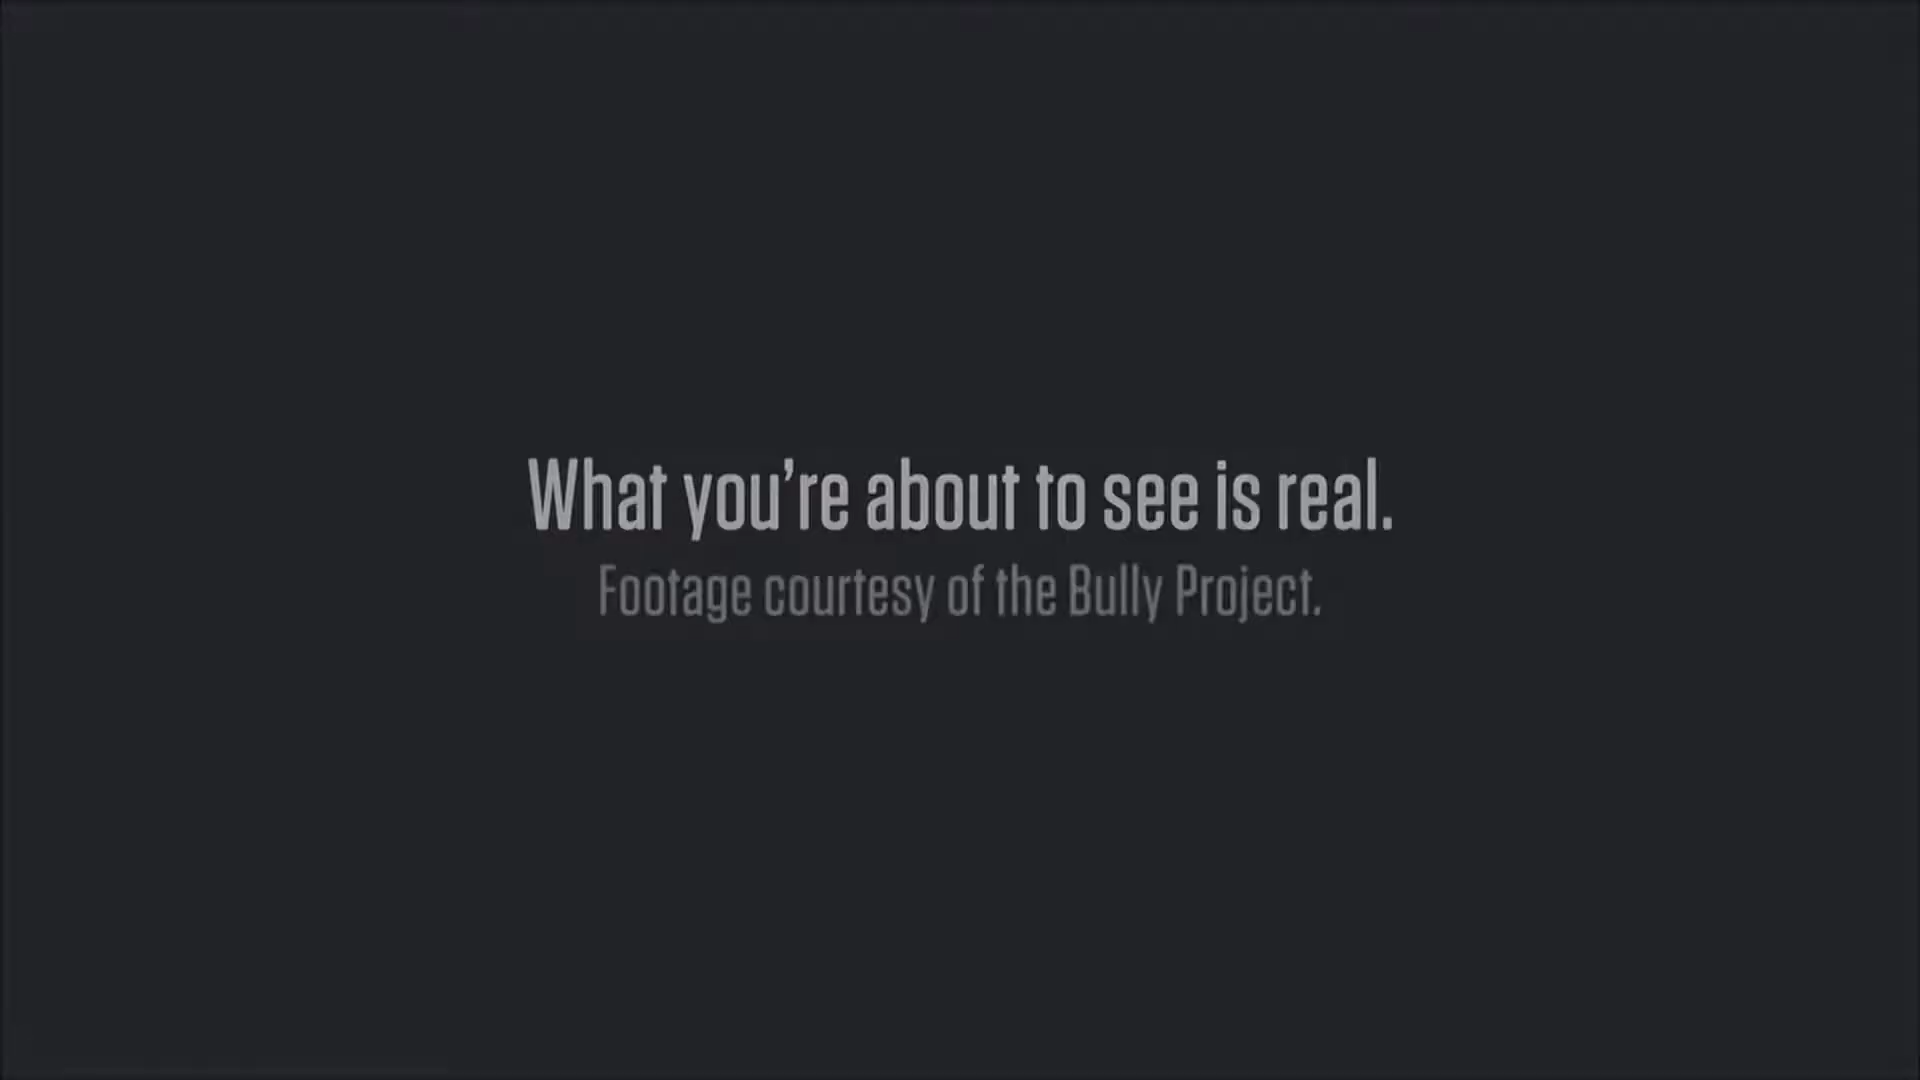 What you’re about to see is real.
Footage courtesy of the Bully Project.